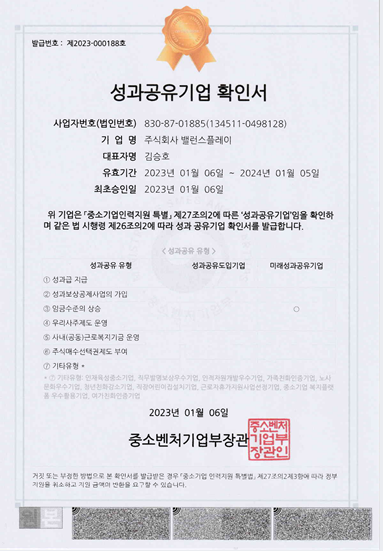 발급번호 : 제2023-000188호
성과공유기업 확인서
사업자번호(법인번호) 830-87-01885(134511-0498128)
기 업 명 주식회사 밸런스플레이
대표자명 김승호
유효기간 2023년 01월 06일 ~ 2024년 01월 05일
최초승인일 2023년 01월 06일
위 기업은 「중소기업인력지원 특별」 제27조의2에 따른 '성과공유기업'임을 확인하
며 같은 법 시행령 제26조의2에 따라 성과 공유기업 확인서를 발급합니다.
< 성과공유 유형 >
성과공유 유형 성과공유도입기업 미래성과공유기업
① 성과급 지급
② 성과보상공제사업의 가입
③ 임금수준의 상승 ○
④ 우리사주제도 운영
⑤ 사내(공동)근로복지기금 운영
⑥ 주식매수선택권제도 부여
⑦ 기타유형 *
* ⑦ 기타유형: 인재육성중소기업, 직무발명보상우수기업, 인적자원개발우수기업, 가족친화인증기업, 노사
문화우수기업, 청년친화강소기업, 직장어린이집설치기업, 근로자휴가지원사업선정기업, 중소기업 복지플랫
폼 우수활용기업, 여가친화인증기업
2023년 01월 06일
중소벤처기업부장관
중소벤처
기업부
장관인
거짓 또는 부정한 방법으로 본 확인서를 발급받은 경우 「중소기업 인력지원 특별법」 제27조의2제3항에 따라 정부
지원을 취소하고 지원 금액의 반환을 요구할 수 있습니다.
본